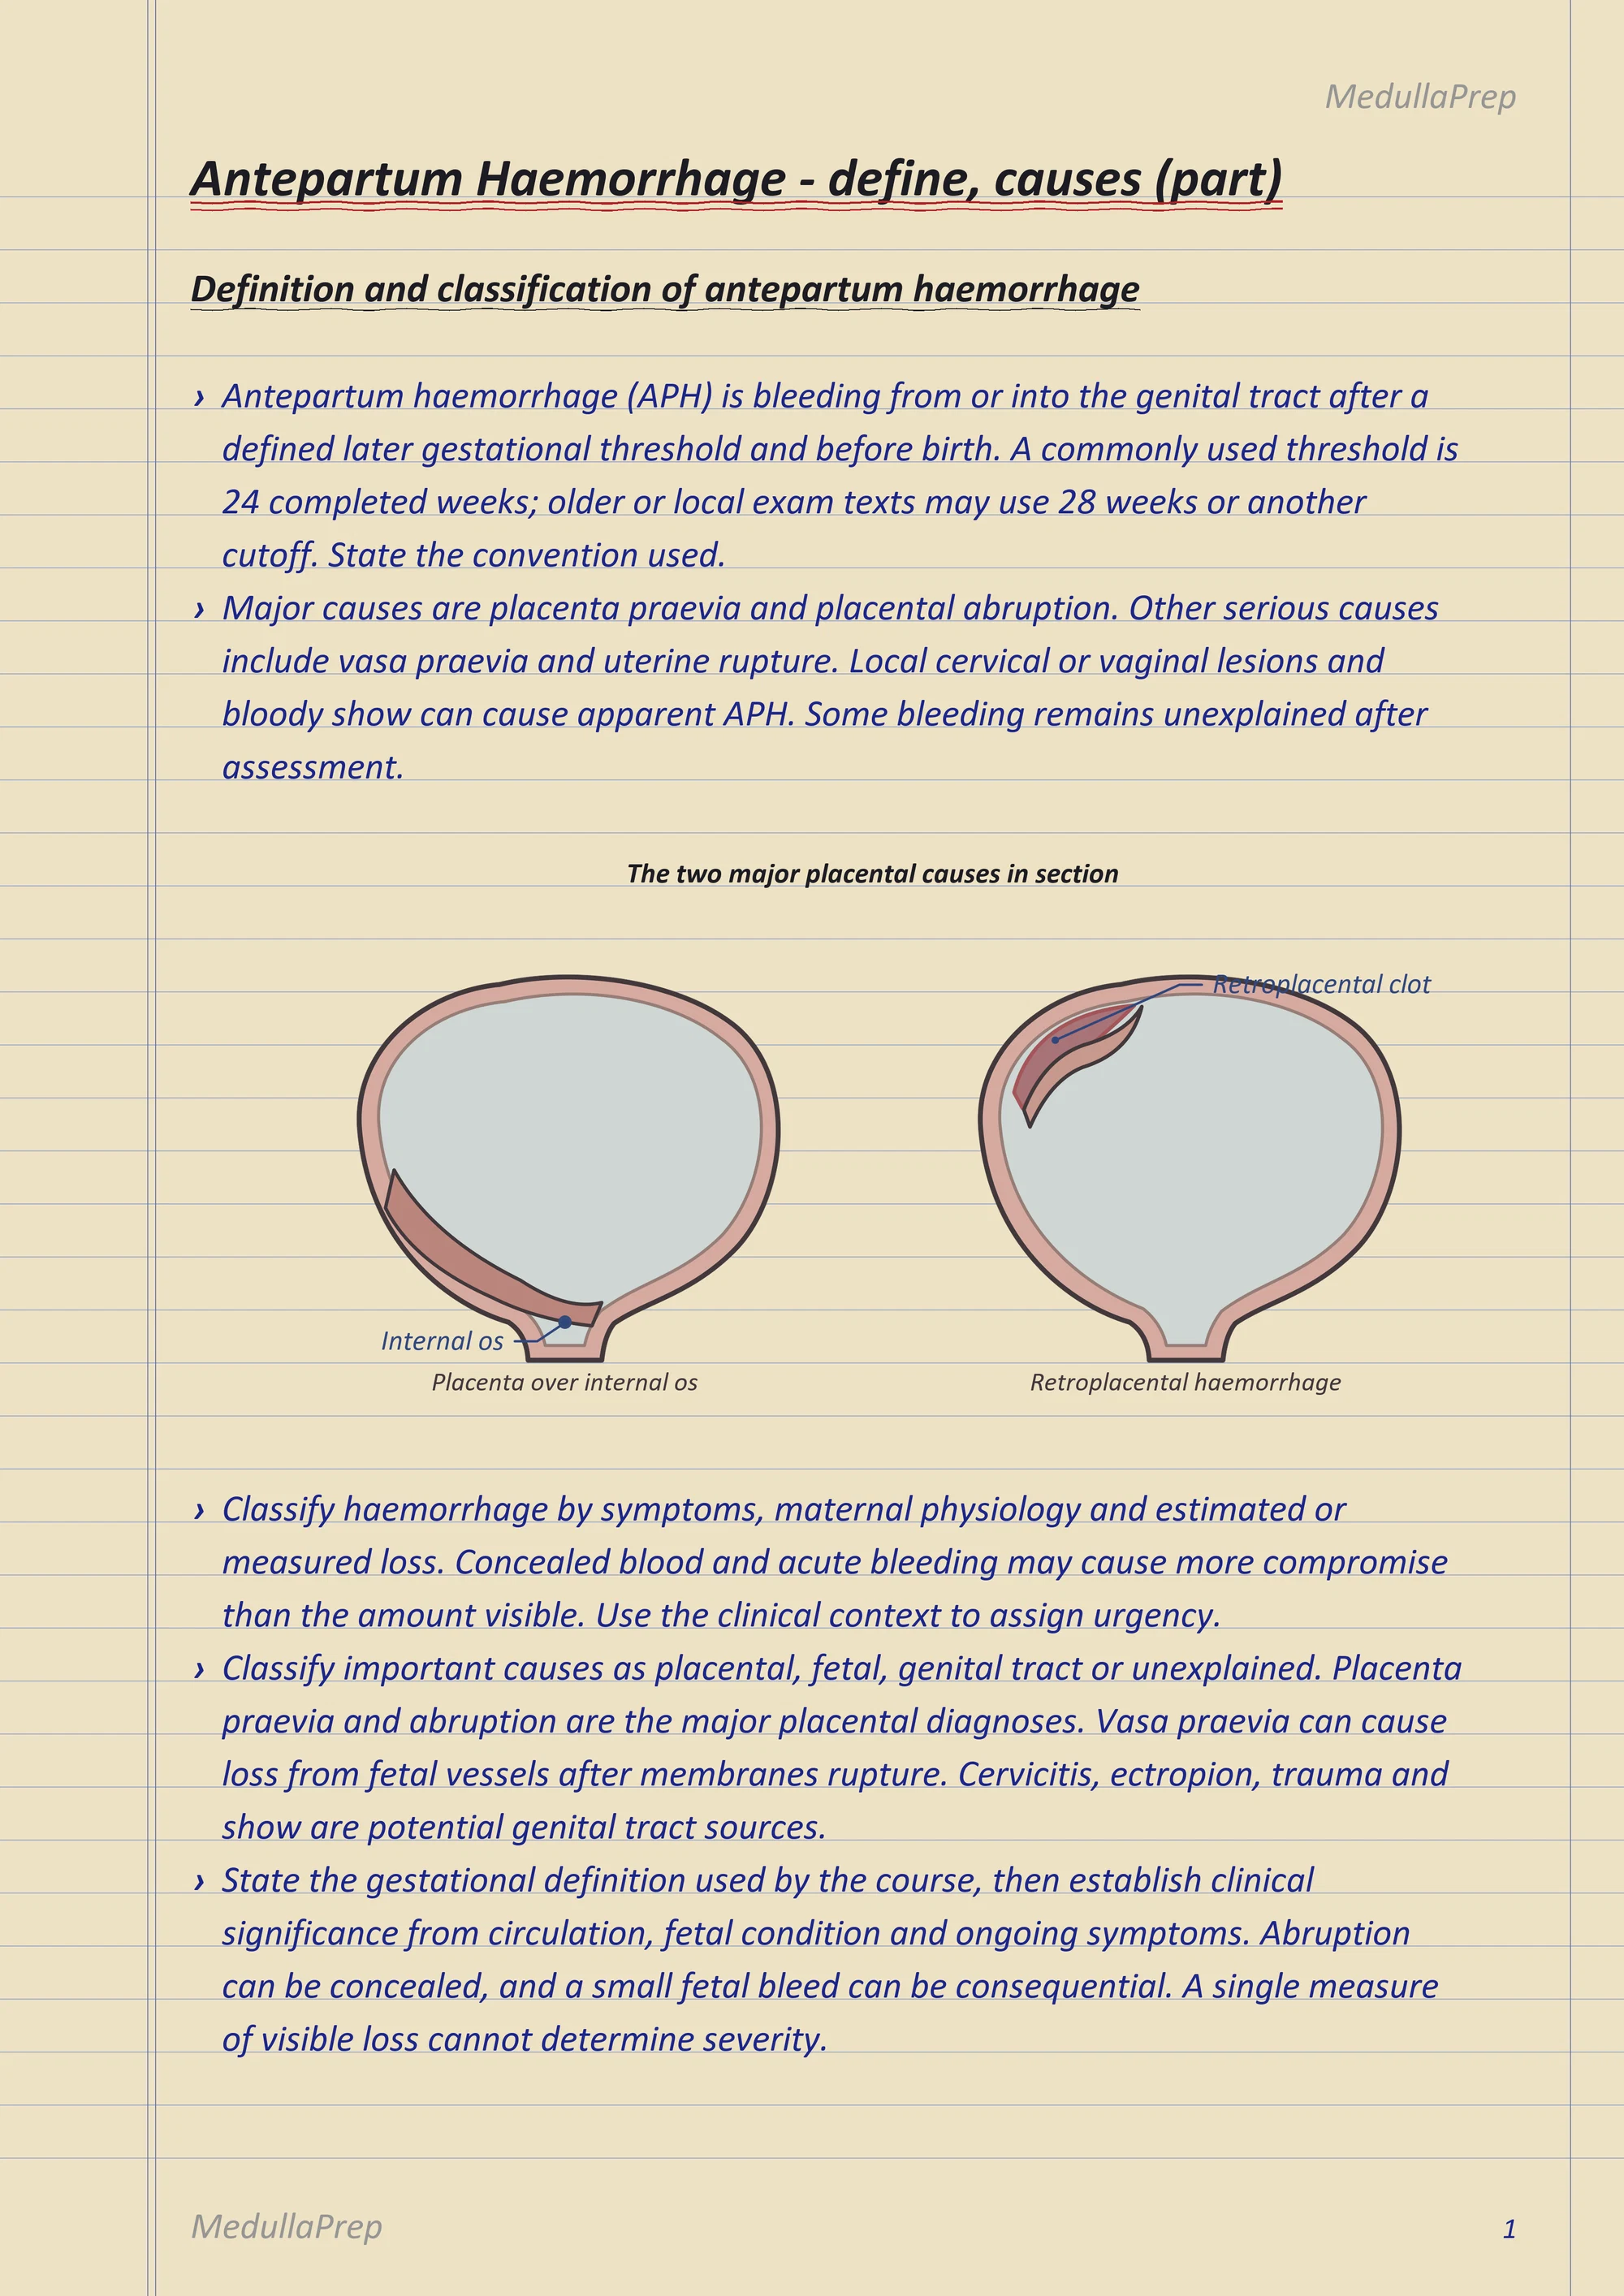 MedullaPrep
Antepartum Haemorrhage - define, causes (part)
Definition and classification of antepartum haemorrhage
› Antepartum haemorrhage (APH) is bleeding from or into the genital tract after a
defined later gestational threshold and before birth. A commonly used threshold is
24 completed weeks; older or local exam texts may use 28 weeks or another
cutoff. State the convention used.
› Major causes are placenta praevia and placental abruption. Other serious causes
include vasa praevia and uterine rupture. Local cervical or vaginal lesions and
bloody show can cause apparent APH. Some bleeding remains unexplained after
assessment.
The two major placental causes in section
Retroplacental clot
Internal os
Placenta over internal os
Retroplacental haemorrhage
› Classify haemorrhage by symptoms, maternal physiology and estimated or
measured loss. Concealed blood and acute bleeding may cause more compromise
than the amount visible. Use the clinical context to assign urgency.
› Classify important causes as placental, fetal, genital tract or unexplained. Placenta
praevia and abruption are the major placental diagnoses. Vasa praevia can cause
loss from fetal vessels after membranes rupture. Cervicitis, ectropion, trauma and
show are potential genital tract sources.
› State the gestational definition used by the course, then establish clinical
significance from circulation, fetal condition and ongoing symptoms. Abruption
can be concealed, and a small fetal bleed can be consequential. A single measure
of visible loss cannot determine severity.
MedullaPrep
1